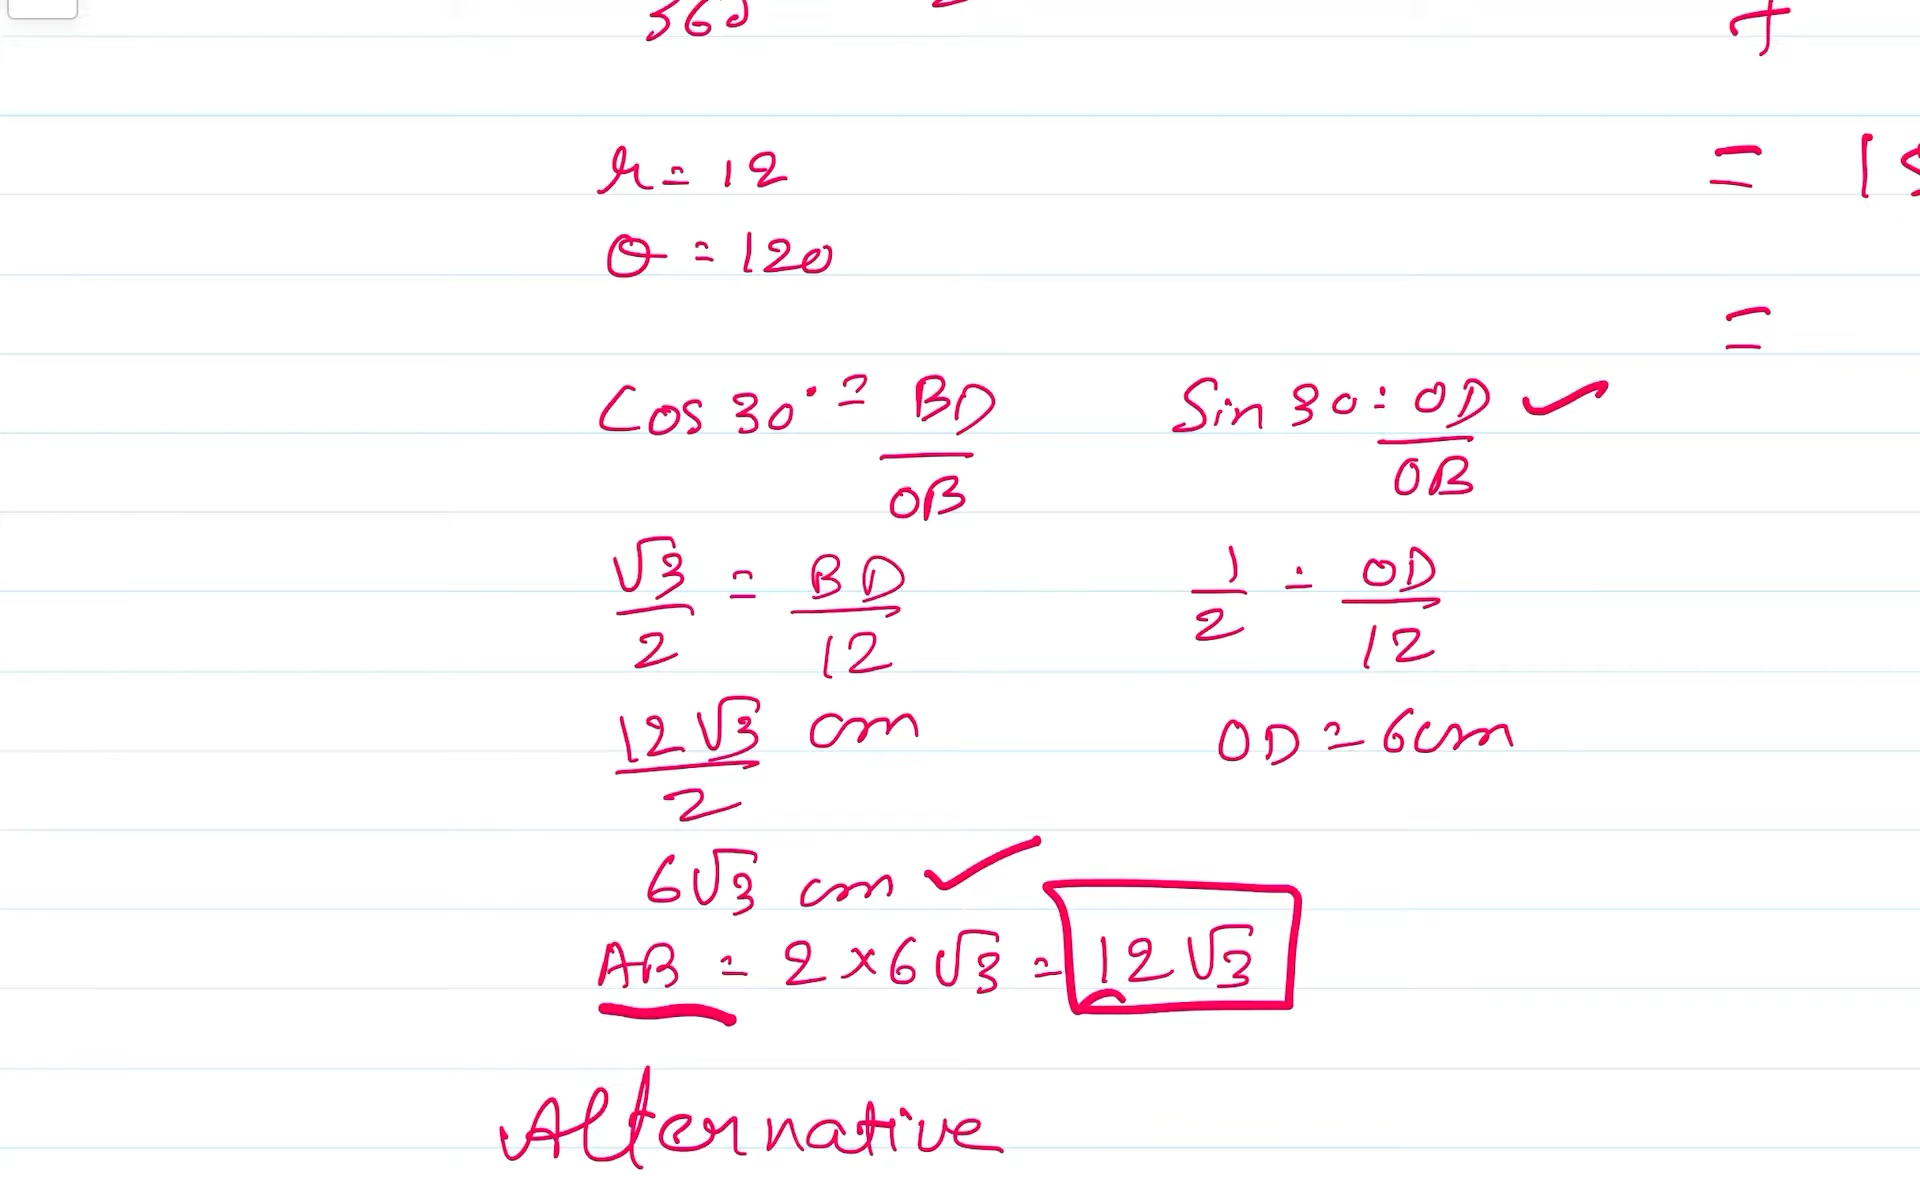 360
r = 12
θ = 120
Cos 30° = BD/OB
Sin 30 = OD/OB ✓
√3/2 = BD/12
1/2 = OD/12
12√3/2 cm
OD = 6cm
6√3 cm ✓
AB = 2 × 6√3 = 12√3
Alternative
=
=